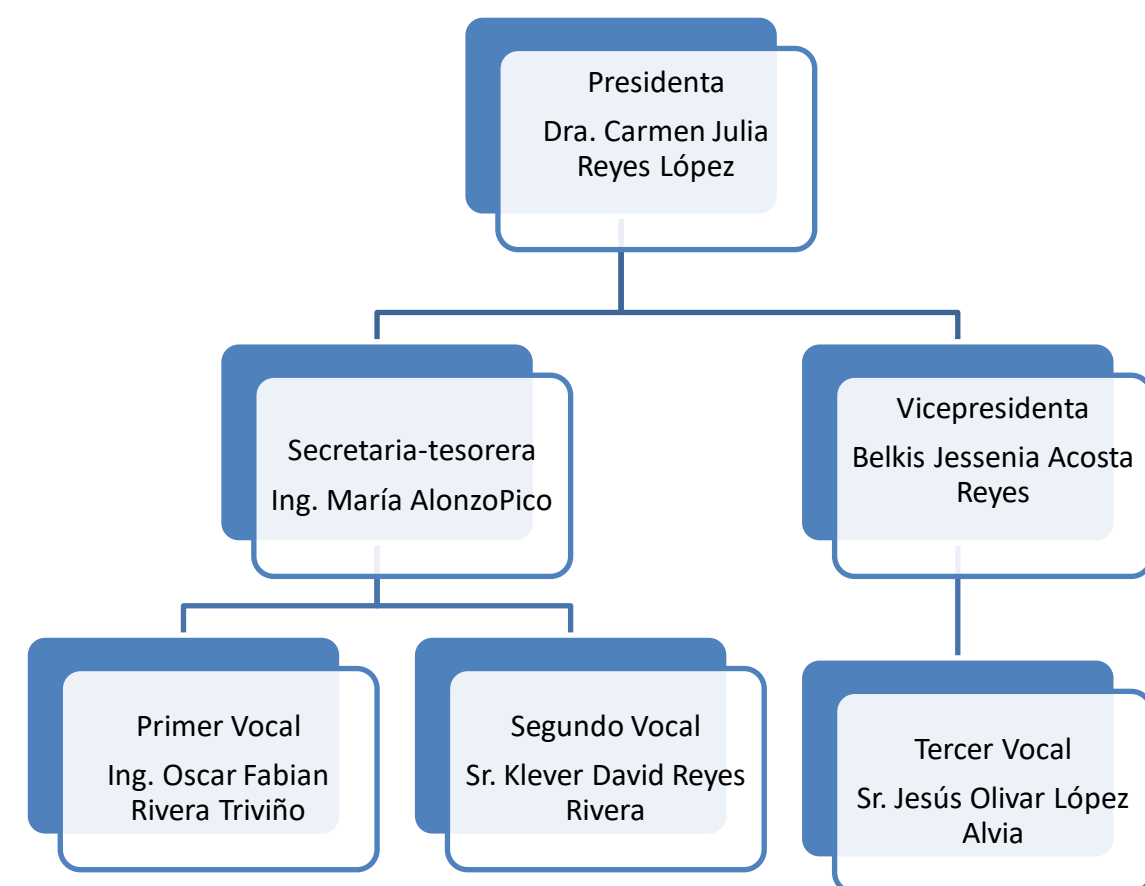 Presidenta
Dra. Carmen Julia
Reyes López
Secretaria-tesorera
Ing. María AlonzoPico
Vicepresidenta
Belkis Jessenia Acosta
Reyes
Primer Vocal
Ing. Oscar Fabian
Rivera Triviño
Segundo Vocal
Sr. Klever David Reyes
Rivera
Tercer Vocal
Sr. Jesús Olivar López
Alvia